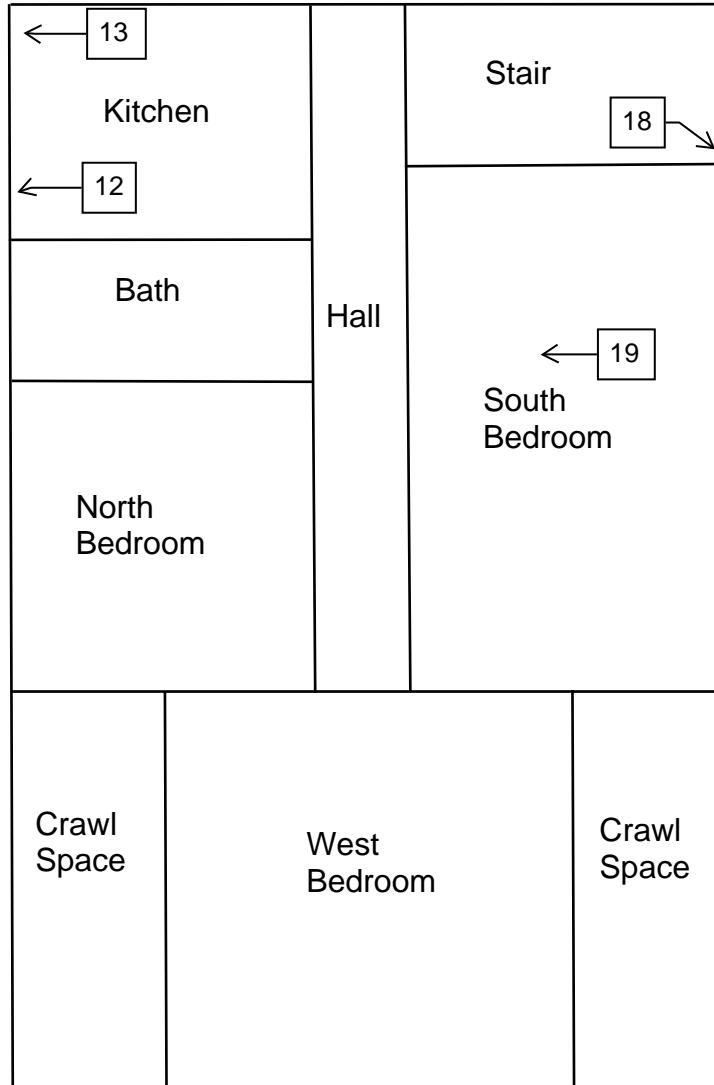 13
Stair
Kitchen
18
12
Bath
Hall
19
South
Bedroom
North
Bedroom
Crawl
Space
West
Bedroom
Crawl
Space